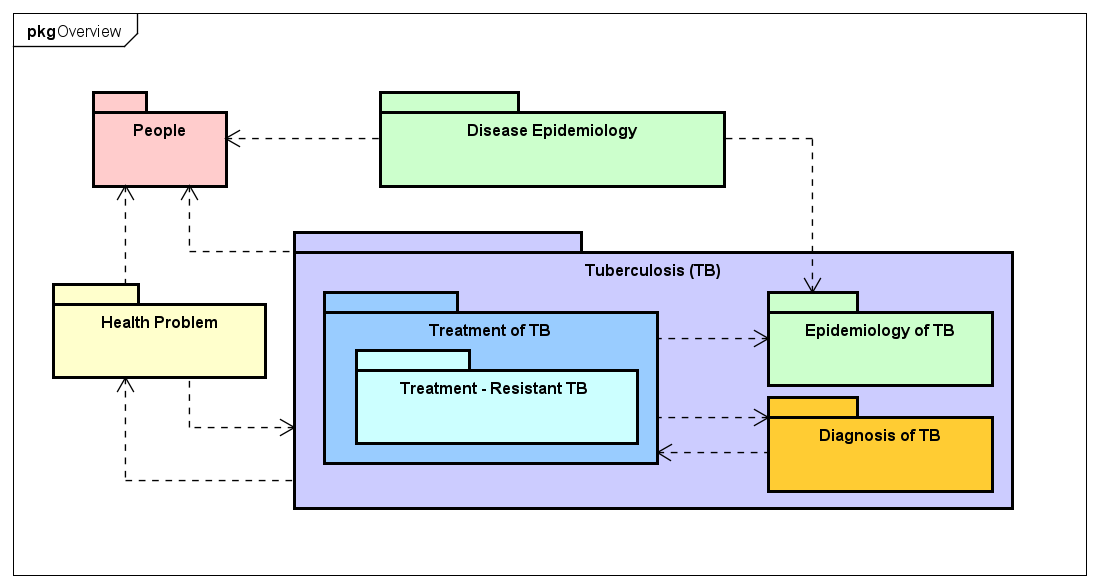 pkgOverview
People
Disease Epidemiology
Tuberculosis (TB)
Health Problem
Treatment of TB
Epidemiology of TB
Treatment - Resistant TB
Diagnosis of TB